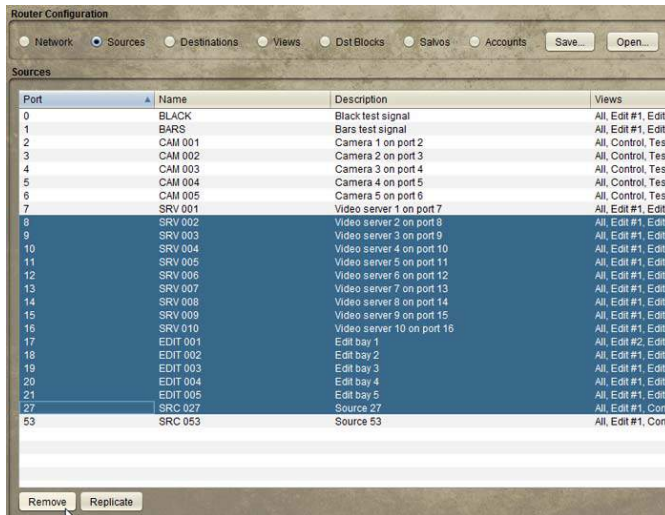 Router Configuration
Network Sources Destinations Views Dst Blocks Salvos Accounts Save... Open...
Sources
Port Name Description Views
0 BLACK Black test signal All, Edit #1, Edit
1 BARS Bars test signal All, Edit #1, Edit
2 CAM 001 Camera 1 on port 2 All, Control, Tes
3 CAM 002 Camera 2 on port 3 All, Control, Tes
4 CAM 003 Camera 3 on port 4 All, Control, Tes
5 CAM 004 Camera 4 on port 5 All, Control, Tes
6 CAM 005 Camera 5 on port 6 All, Control, Tes
7 SRV 001 Video server 1 on port 7 All, Edit #1, Edit
8 SRV 002 Video server 2 on port 8 All, Edit #1, Edit
9 SRV 003 Video server 3 on port 9 All, Edit #1, Edit
10 SRV 004 Video server 4 on port 10 All, Edit #1, Edit
11 SRV 005 Video server 5 on port 11 All, Edit #1, Edit
12 SRV 006 Video server 6 on port 12 All, Edit #1, Edit
13 SRV 007 Video server 7 on port 13 All, Edit #1, Edit
14 SRV 008 Video server 8 on port 14 All, Edit #1, Edit
15 SRV 009 Video server 9 on port 15 All, Edit #1, Edit
16 SRV 010 Video server 10 on port 16 All, Edit #1, Edit
17 EDIT 001 Edit bay 1 All, Edit #2, Edit
18 EDIT 002 Edit bay 2 All, Edit #1, Edit
19 EDIT 003 Edit bay 3 All, Edit #1, Edit
20 EDIT 004 Edit bay 4 All, Edit #1, Edit
21 EDIT 005 Edit bay 5 All, Edit #1, Edit
27 SRC 027 Source 27 All, Edit #1, Con
53 SRC 053 Source 53 All, Edit #1, Con
Remove Replicate